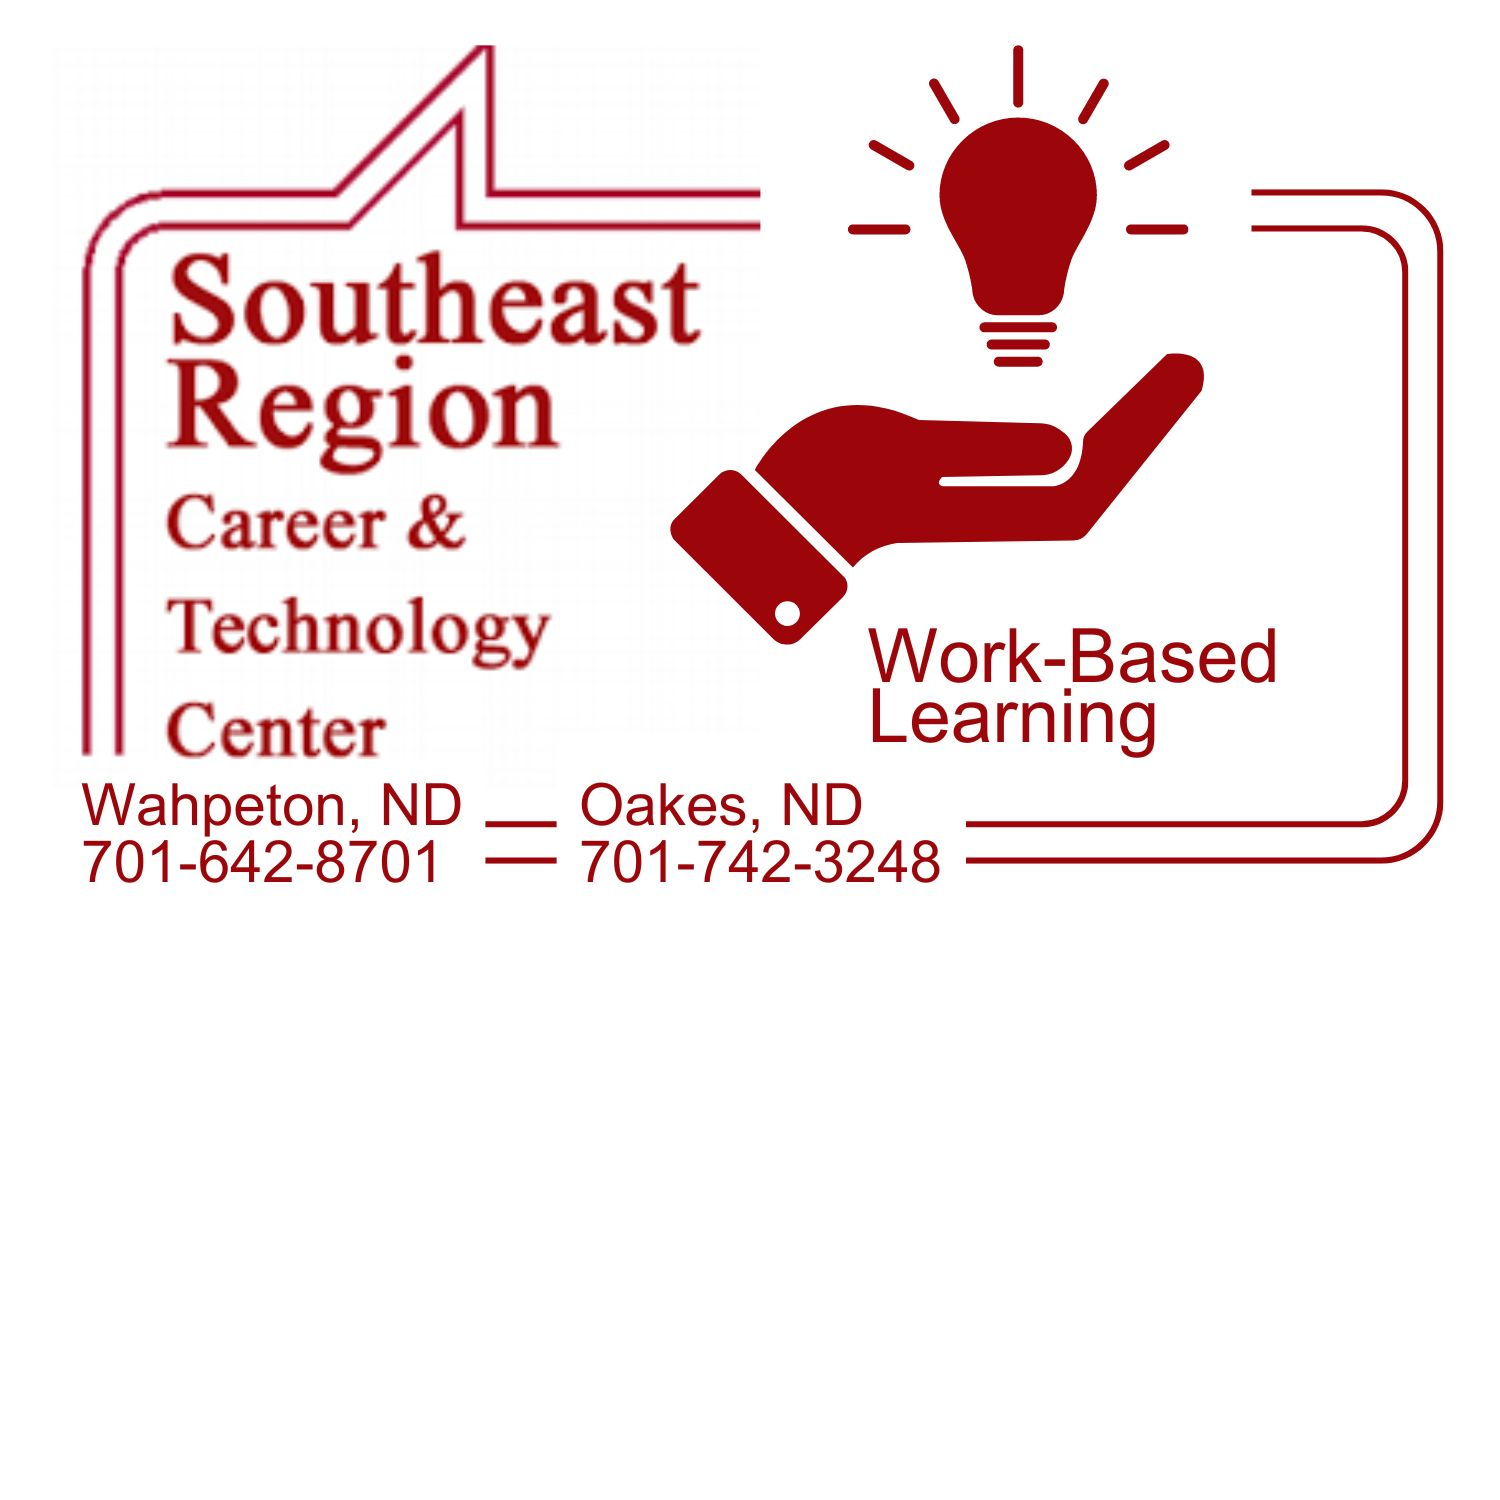 Southeast
Region
Career &
Technology
Center
Work-Based
Learning
Wahpeton, ND
701-642-8701
Oakes, ND
701-742-3248